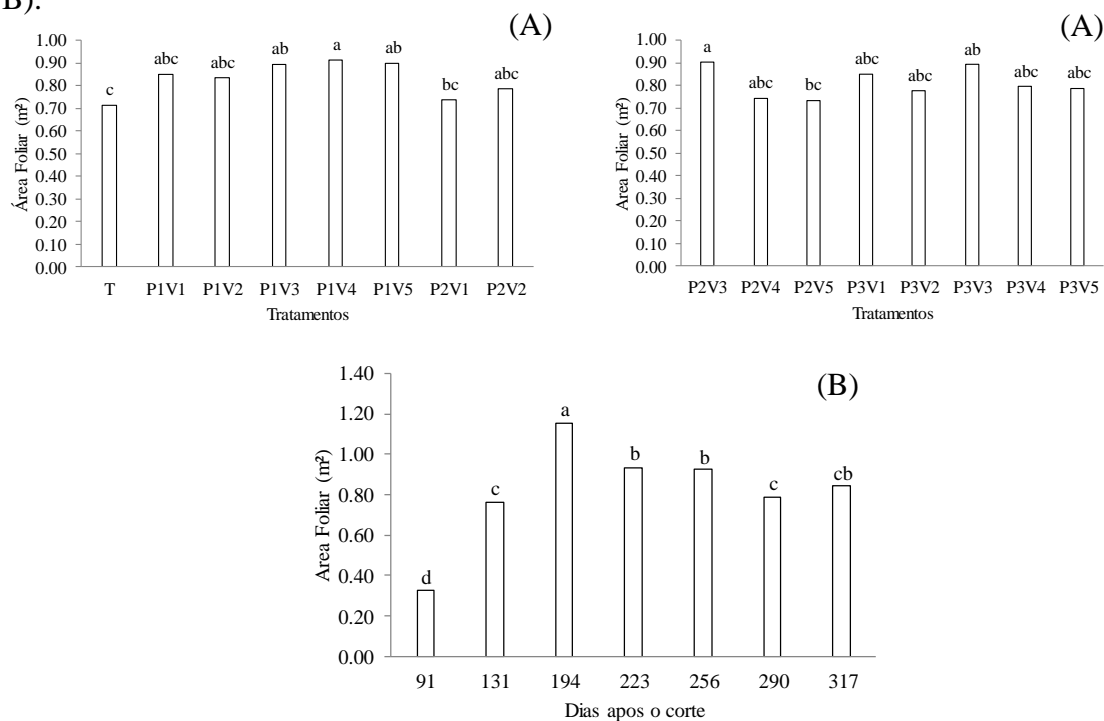 B).
(A)
1.00
0.90
0.80
0.70
0.60
0.50
0.40
0.30
0.20
0.10
0.00
Área Foliar (m²)
c
abc
abc
ab
a
ab
bc
abc
T P1V1 P1V2 P1V3 P1V4 P1V5 P2V1 P2V2
Tratamentos
(A)
1.00
0.90
0.80
0.70
0.60
0.50
0.40
0.30
0.20
0.10
0.00
Area Foliar (m²)
a
abc
bc
abc
abc
ab
abc
abc
P2V3 P2V4 P2V5 P3V1 P3V2 P3V3 P3V4 P3V5
Tratamentos
(B)
1.40
1.20
1.00
0.80
0.60
0.40
0.20
0.00
Area Foliar (m²)
d
c
a
b
b
c
cb
91 131 194 223 256 290 317
Dias apos o corte